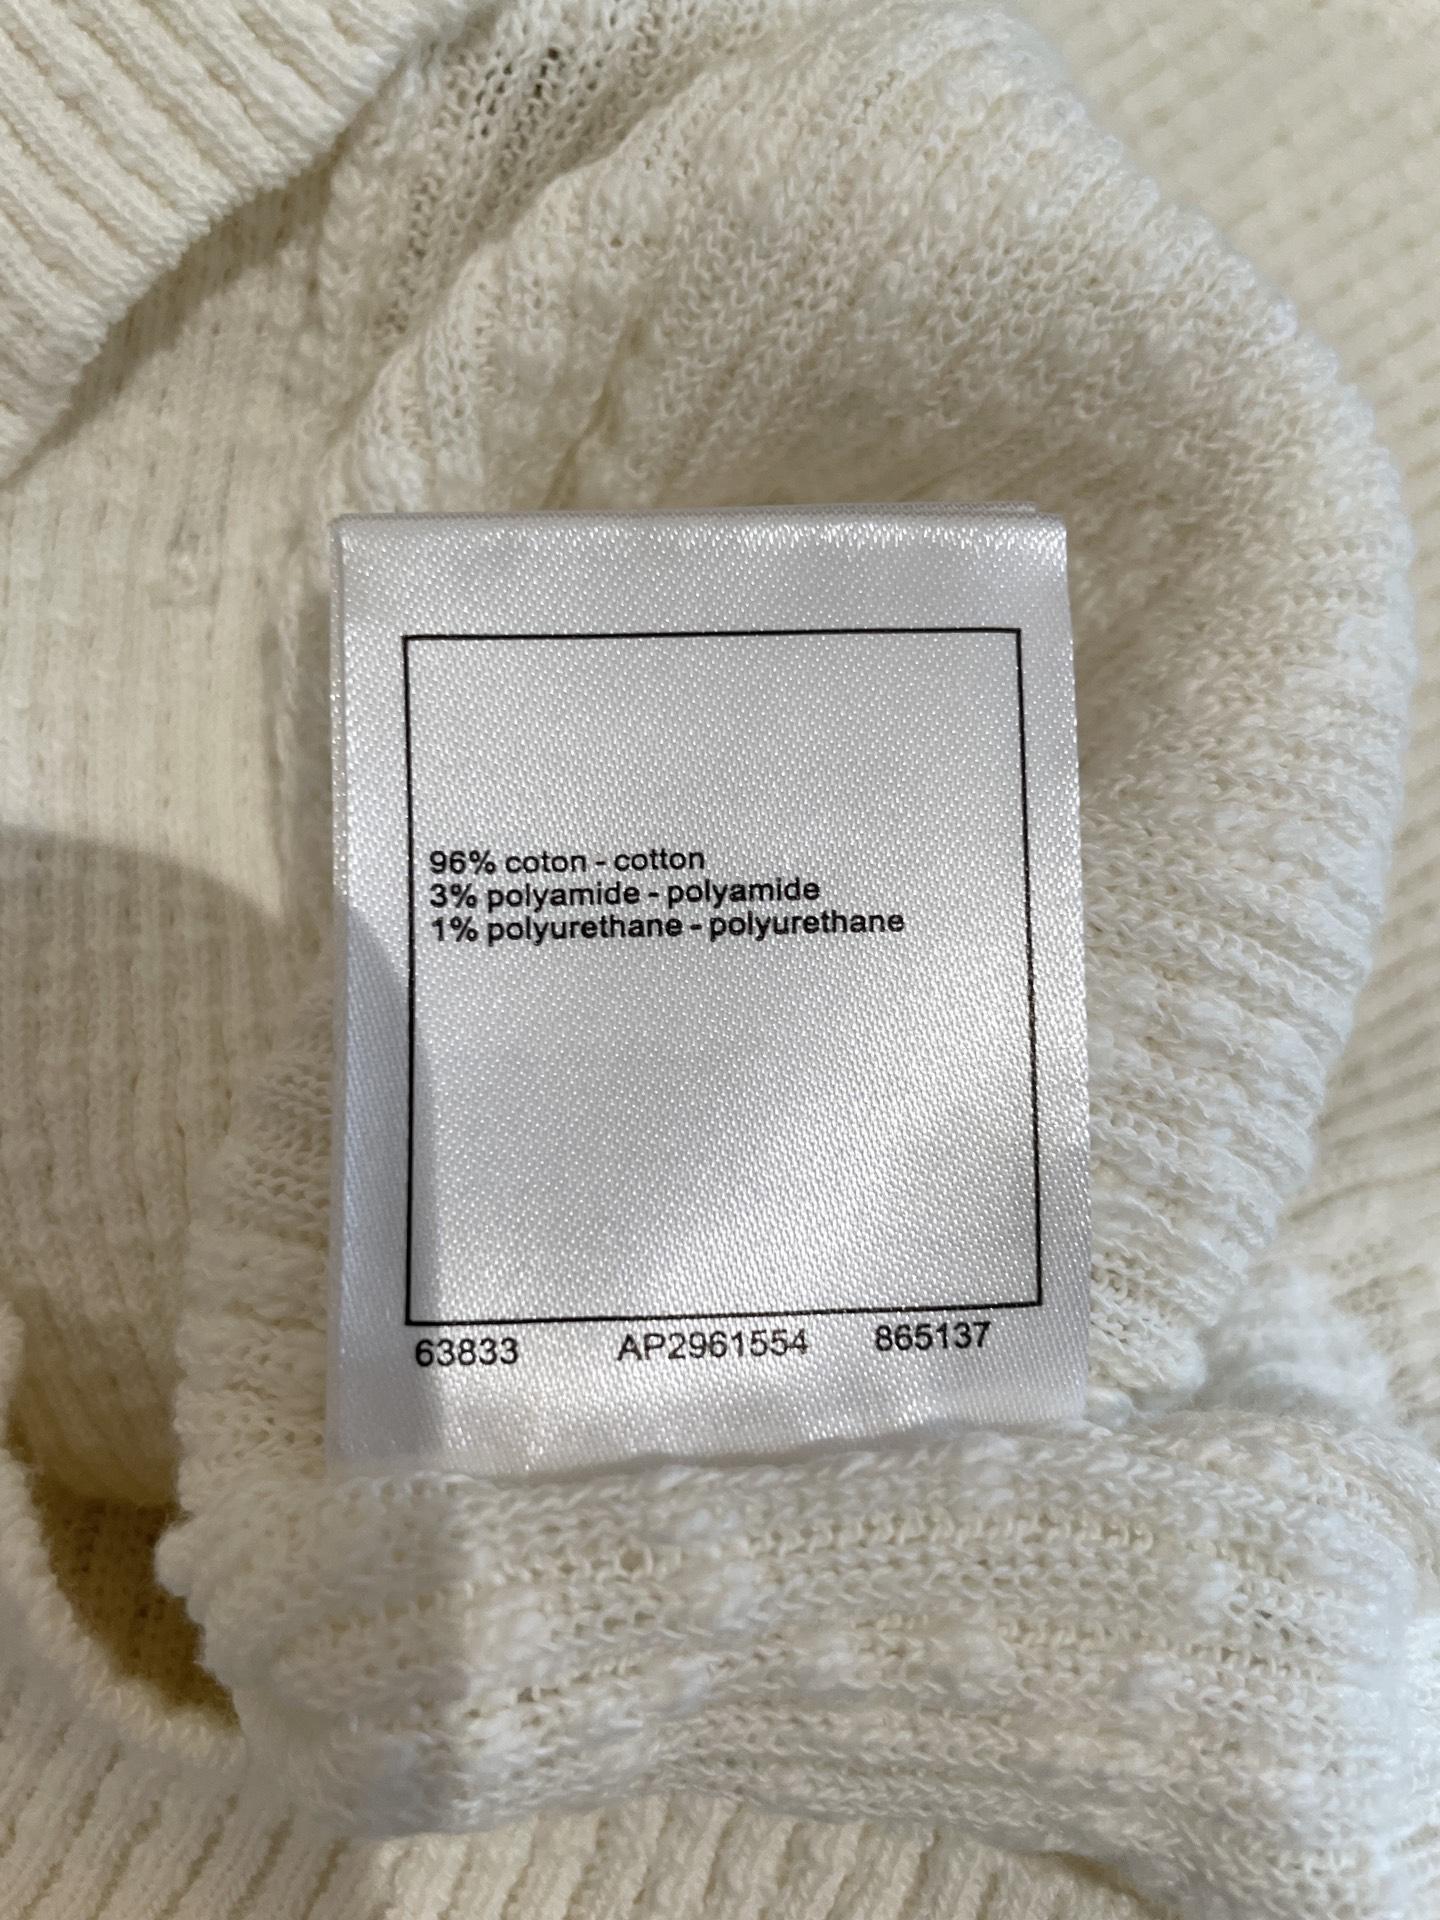 96% coton - cotton
3% polyamide - polyamide
1% polyurethane - polyurethane
63833 AP2961554 865137